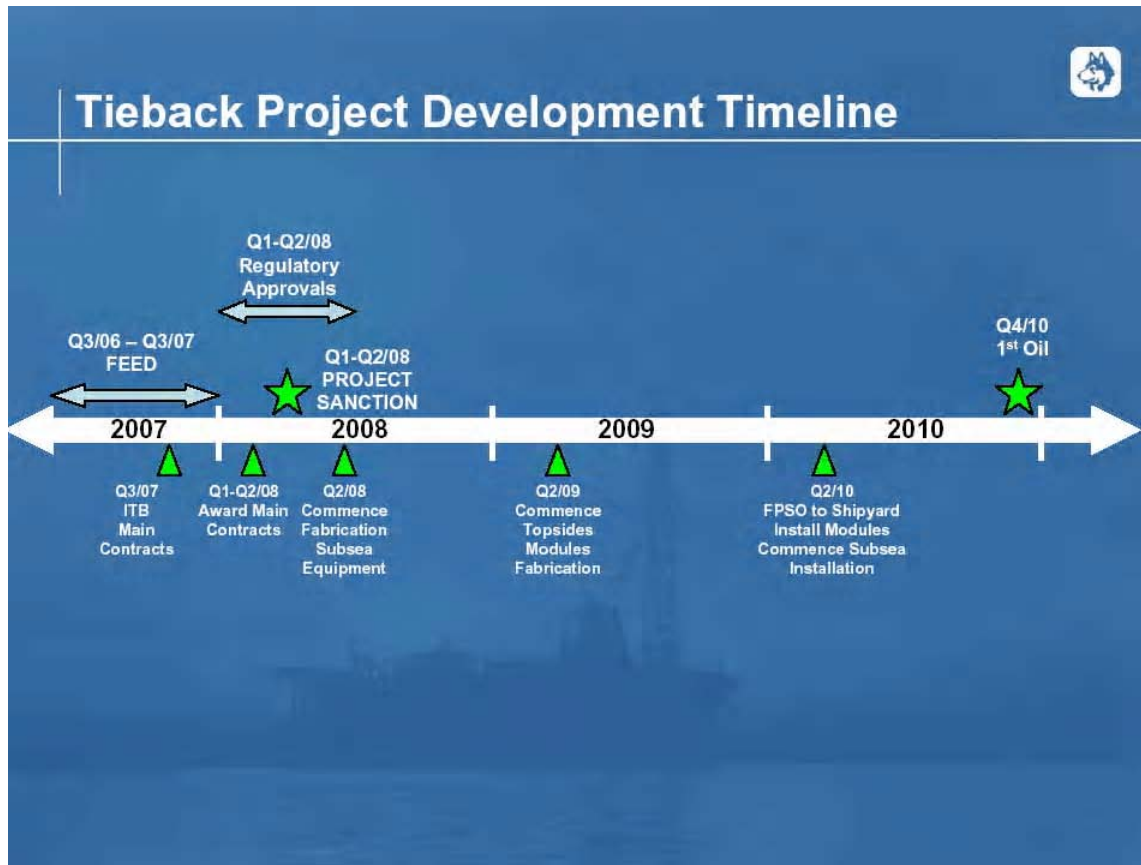 Tieback Project Development Timeline
Q1-Q2/08
Regulatory
Approvals
Q3/06 – Q3/07
FEED
Q1-Q2/08
PROJECT
SANCTION
Q4/10
1st Oil
2007
2008
2009
2010
Q3/07
ITB
Main
Contracts
Q1-Q2/08
Award Main
Contracts
Q2/08
Commence
Fabrication
Subsea
Equipment
Q2/09
Commence
Topsides
Modules
Fabrication
Q2/10
FPSO to Shipyard
Install Modules
Commence Subsea
Installation